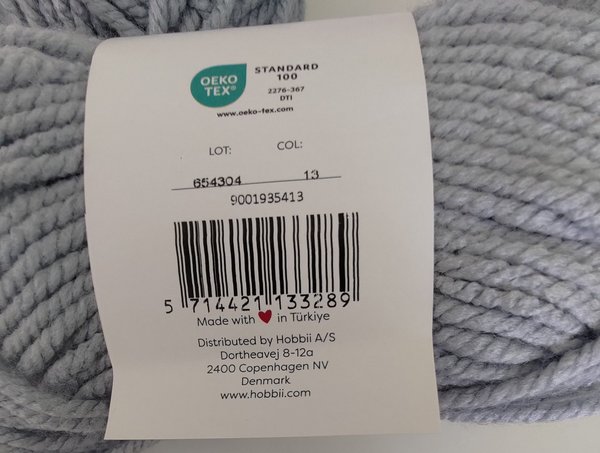 OEKO
TEX®
STANDARD
100
2276-367
DTI
www.oeko-tex.com
LOT: COL:
654304 13
9001935413
5 714421 133289
Made with ❤ in Türkiye
Distributed by Hobbii A/S
Dortheavej 8-12a
2400 Copenhagen NV
Denmark
www.hobbii.com